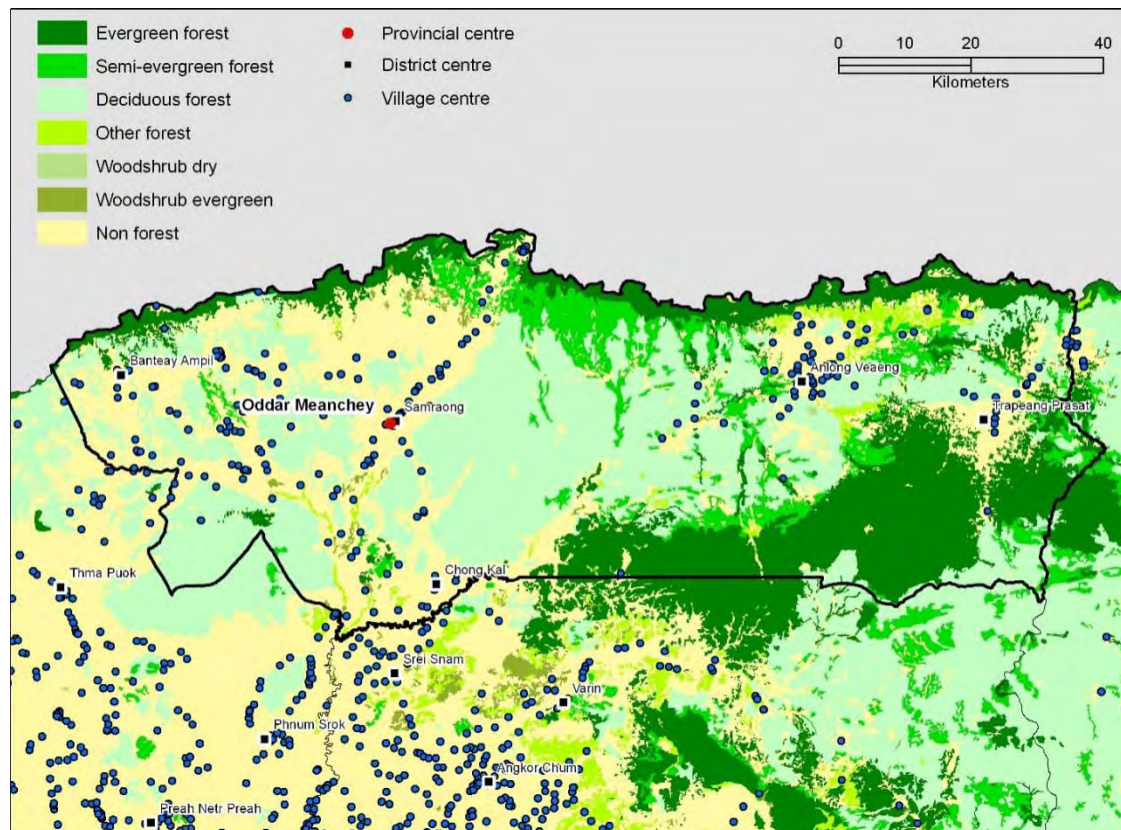 Evergreen forest
Semi-evergreen forest
Deciduous forest
Other forest
Woodshrub dry
Woodshrub evergreen
Non forest
Provincial centre
District centre
Village centre
0 10 20 40
Kilometers
Banteay Ampil
Oddar Meanchey
Samraong
Anlong Veaeng
Trapeang Prasat
Thma Puok
Chong Kal
Srei Snam
Varin
Phnum Srok
Angkor Chum
Preah Netr Preah